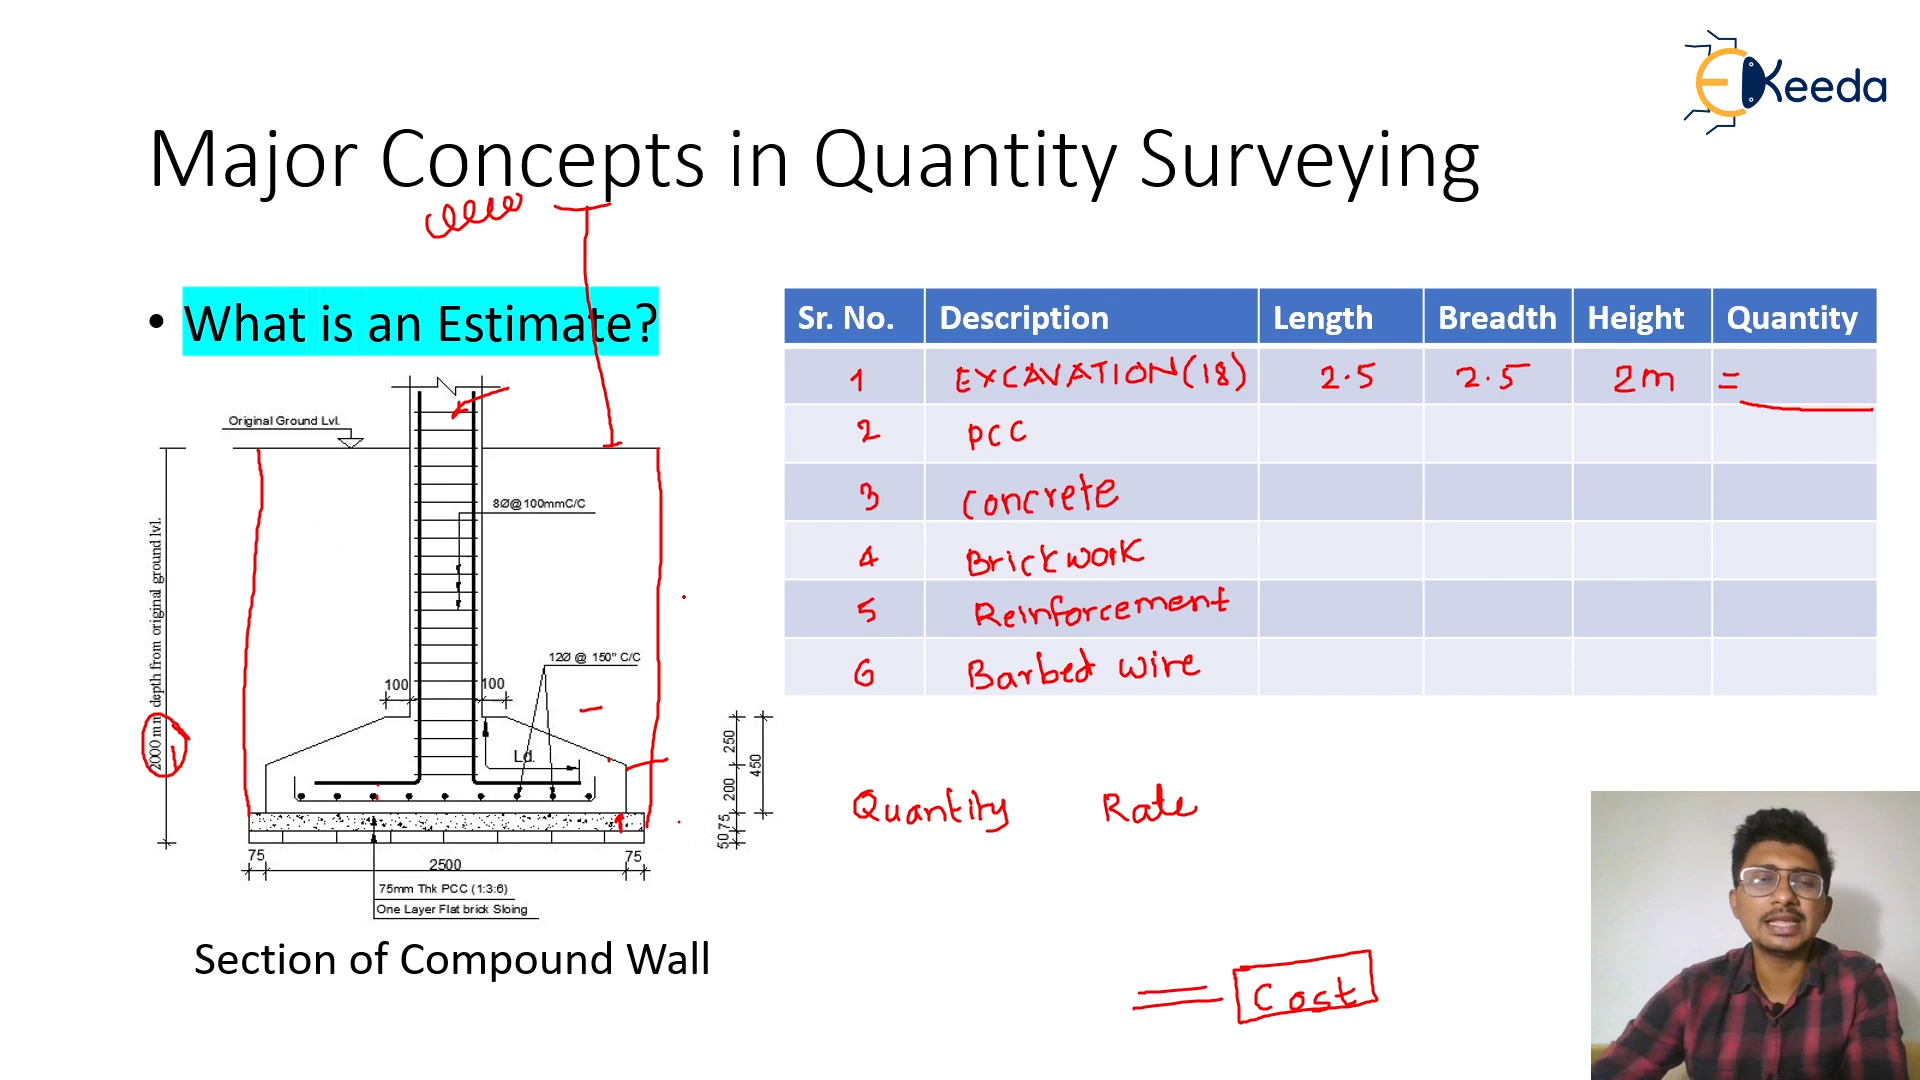 EKeeda
Major Concepts in Quantity Surveying
• What is an Estimate?
Sr. No. Description Length Breadth Height Quantity
1 EXCAVATION(18) 2.5 2.5 2m =
2 PCC
3 Concrete
4 Brickwork
5 Reinforcement
6 Barbed wire
Original Ground Lvl.
8Ø@100mmC/C
2000 mm depth from original ground lvl.
12Ø @ 150" C/C
100 100
Ld.
250
450
200
75
50
75 2500 75
75mm Thk PCC (1:3:6)
One Layer Flat brick Sloing
Quantity Rate
= Cost
Section of Compound Wall